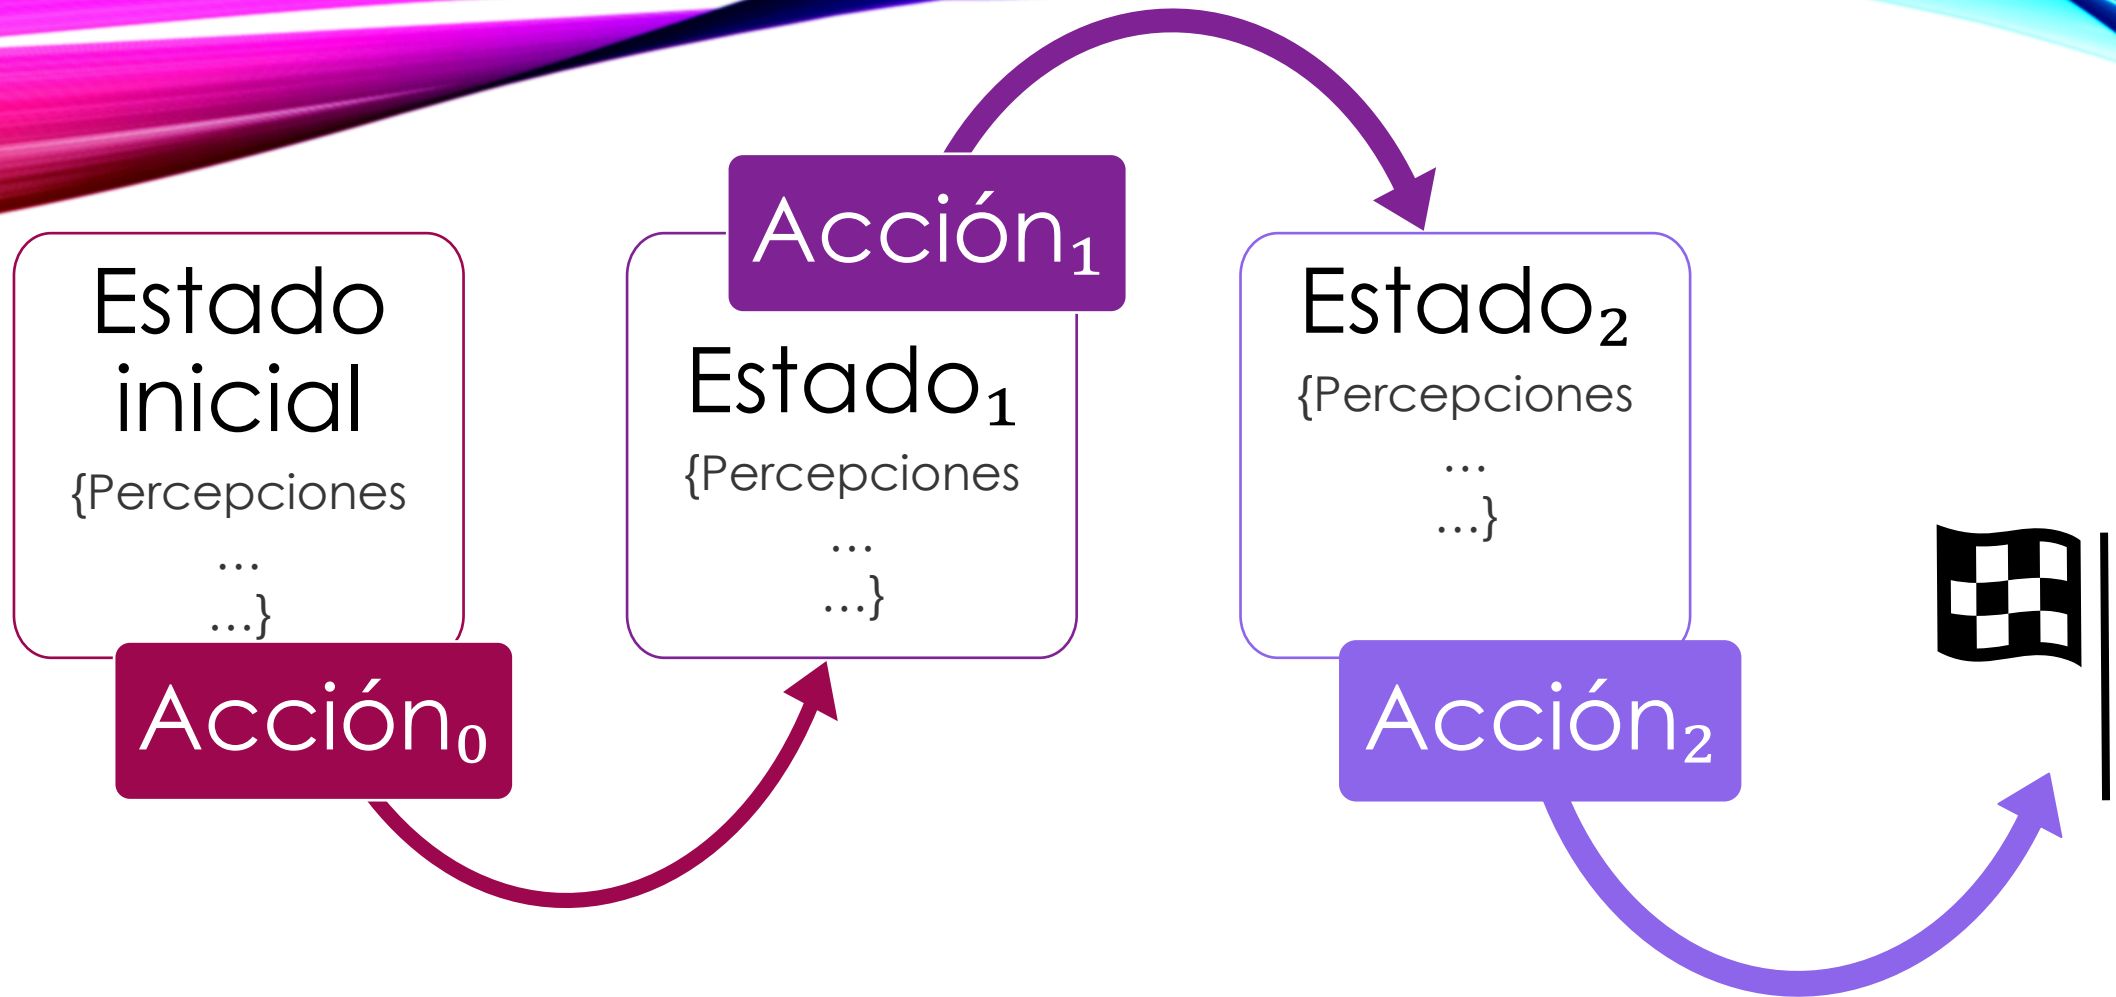 Estado
inicial
{Percepciones
…
…}
Acción₀
Acción₁
Estado₁
{Percepciones
…
…}
Estado₂
{Percepciones
…
…}
Acción₂